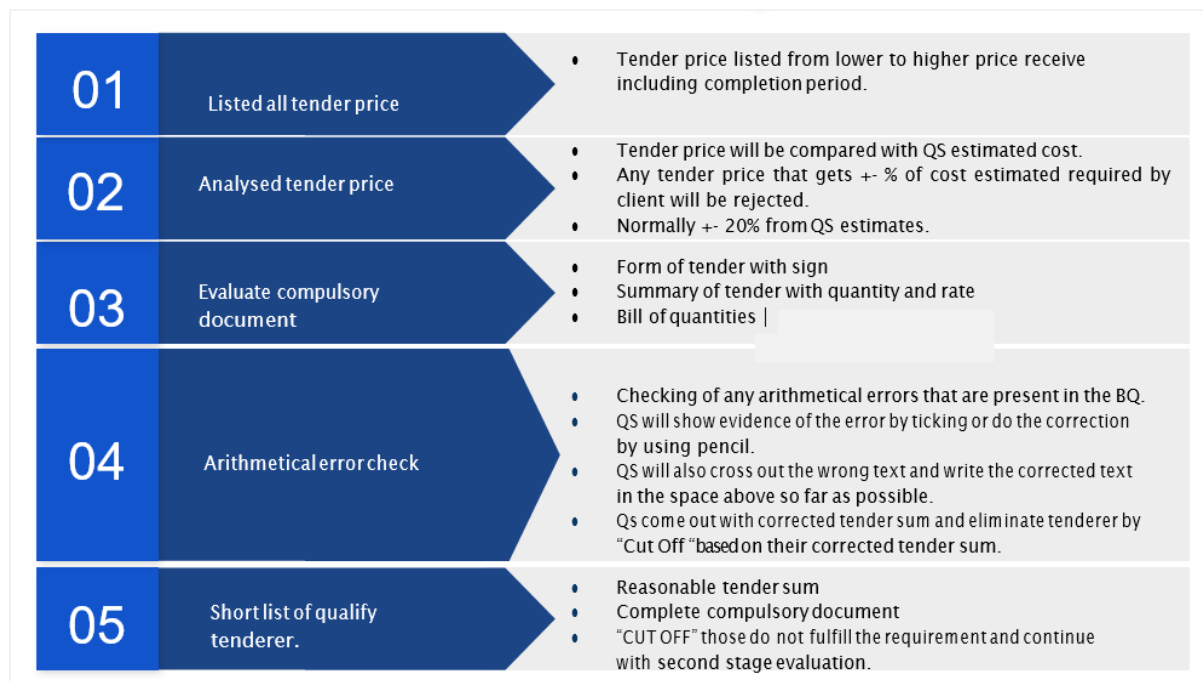 01
Listed all tender price
• Tender price listed from lower to higher price receive
including completion period.
02
Analysed tender price
• Tender price will be compared with QS estimated cost.
• Any tender price that gets +- % of cost estimated required by
client will be rejected.
• Normally +- 20% from QS estimates.
03
Evaluate compulsory
document
• Form of tender with sign
• Summary of tender with quantity and rate
• Bill of quantities |
04
Arithmetical error check
• Checking of any arithmetical errors that are present in the BQ.
• QS will show evidence of the error by ticking or do the correction
by using pencil.
• QS will also cross out the wrong text and write the corrected text
in the space above so far as possible.
• Qs come out with corrected tender sum and eliminate tenderer by
“Cut Off “based on their corrected tender sum.
05
Short list of qualify
tenderer.
• Reasonable tender sum
• Complete compulsory document
• “CUT OFF” those do not fulfill the requirement and continue
with second stage evaluation.